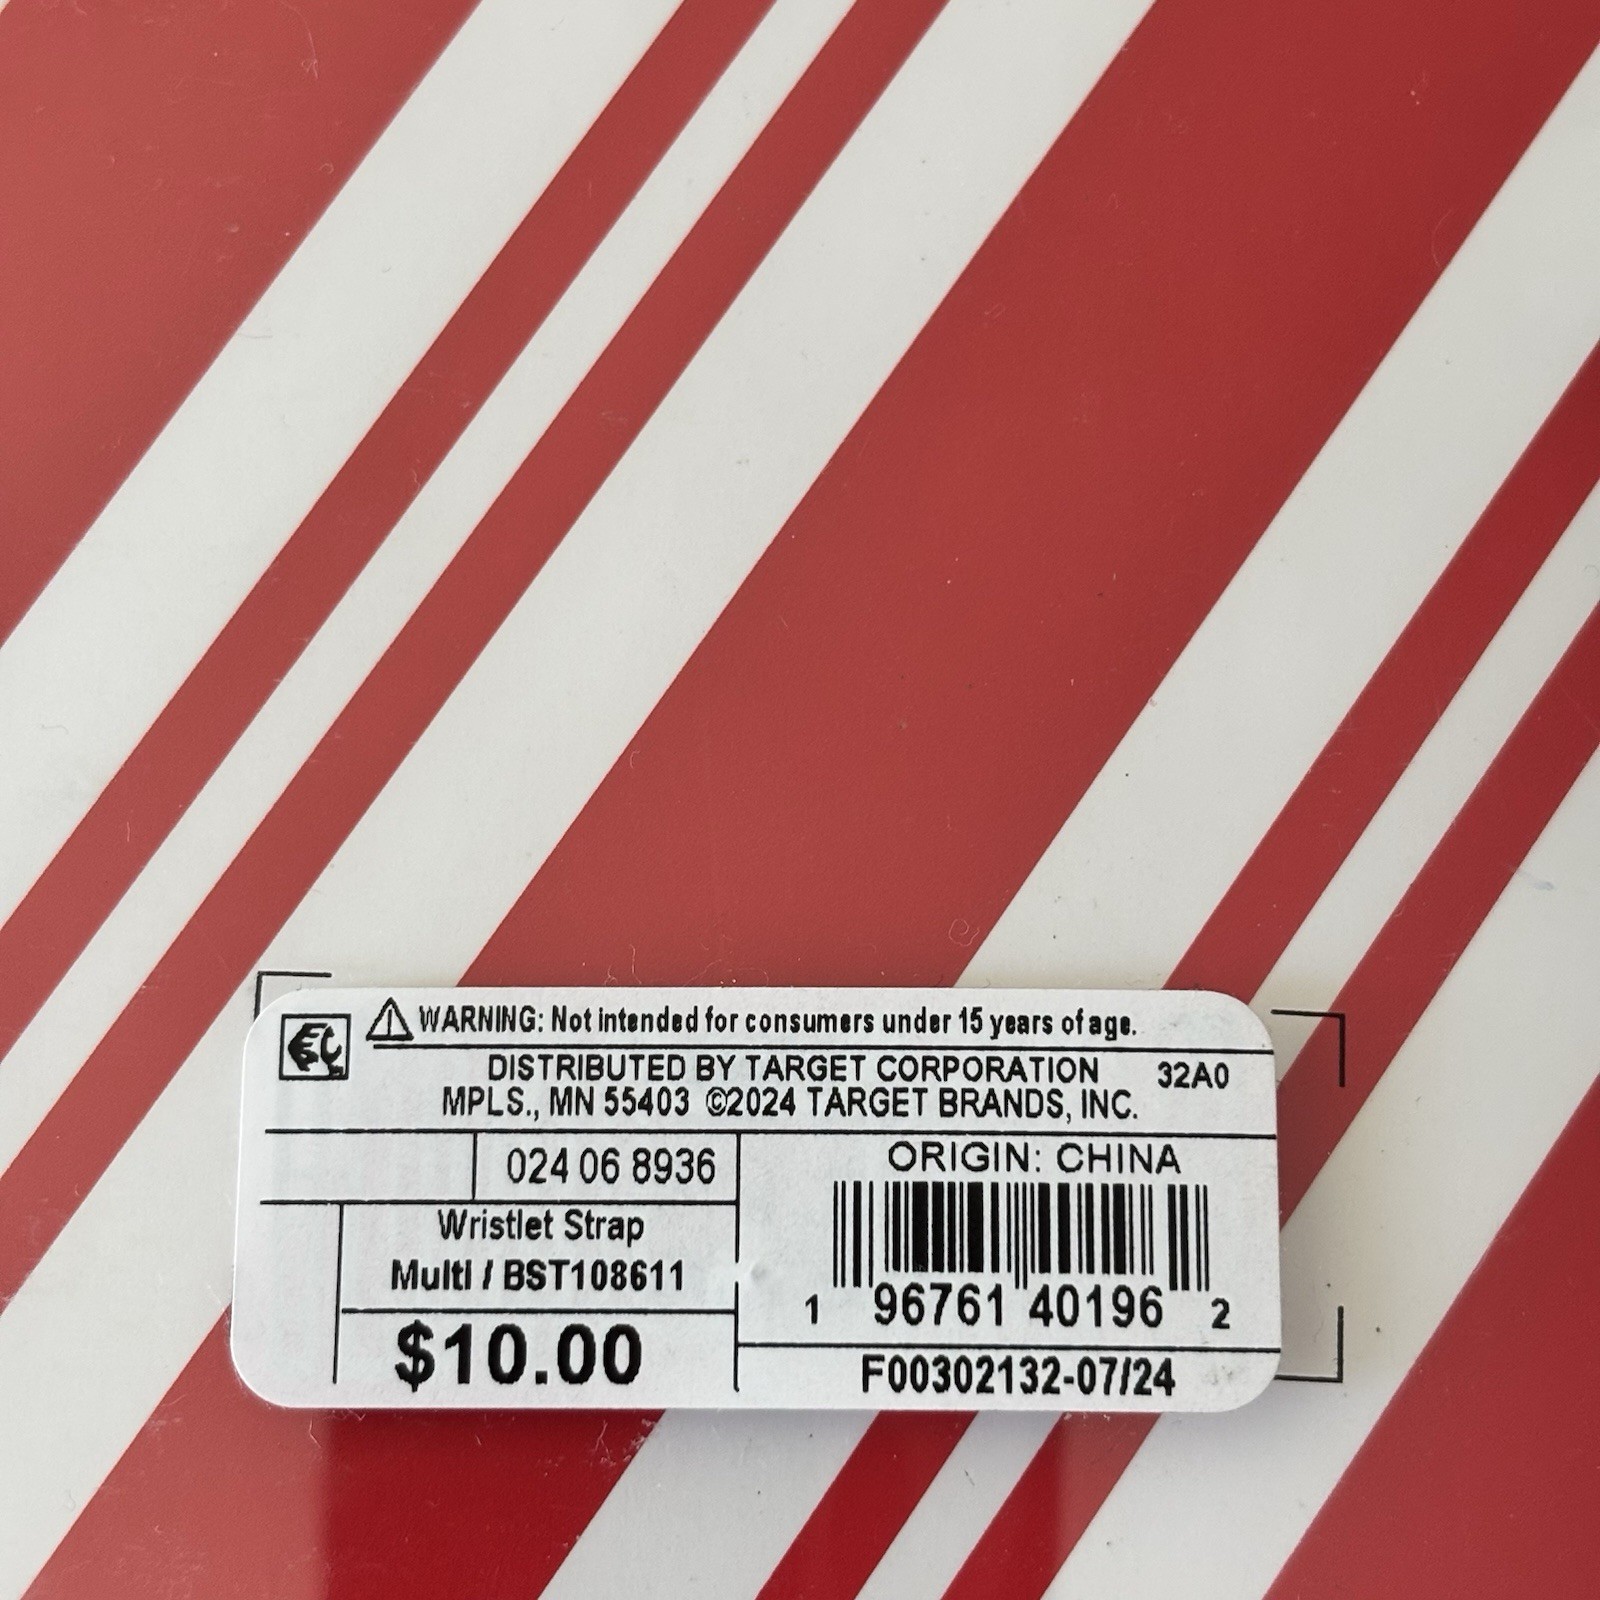 WARNING: Not intended for consumers under 15 years of age.
DISTRIBUTED BY TARGET CORPORATION 32A0
MPLS., MN 55403 ©2024 TARGET BRANDS, INC.
024 06 8936
Wristlet Strap
Multi / BST108611
$10.00
ORIGIN: CHINA
1 96761 40196 2
F00302132-07/24